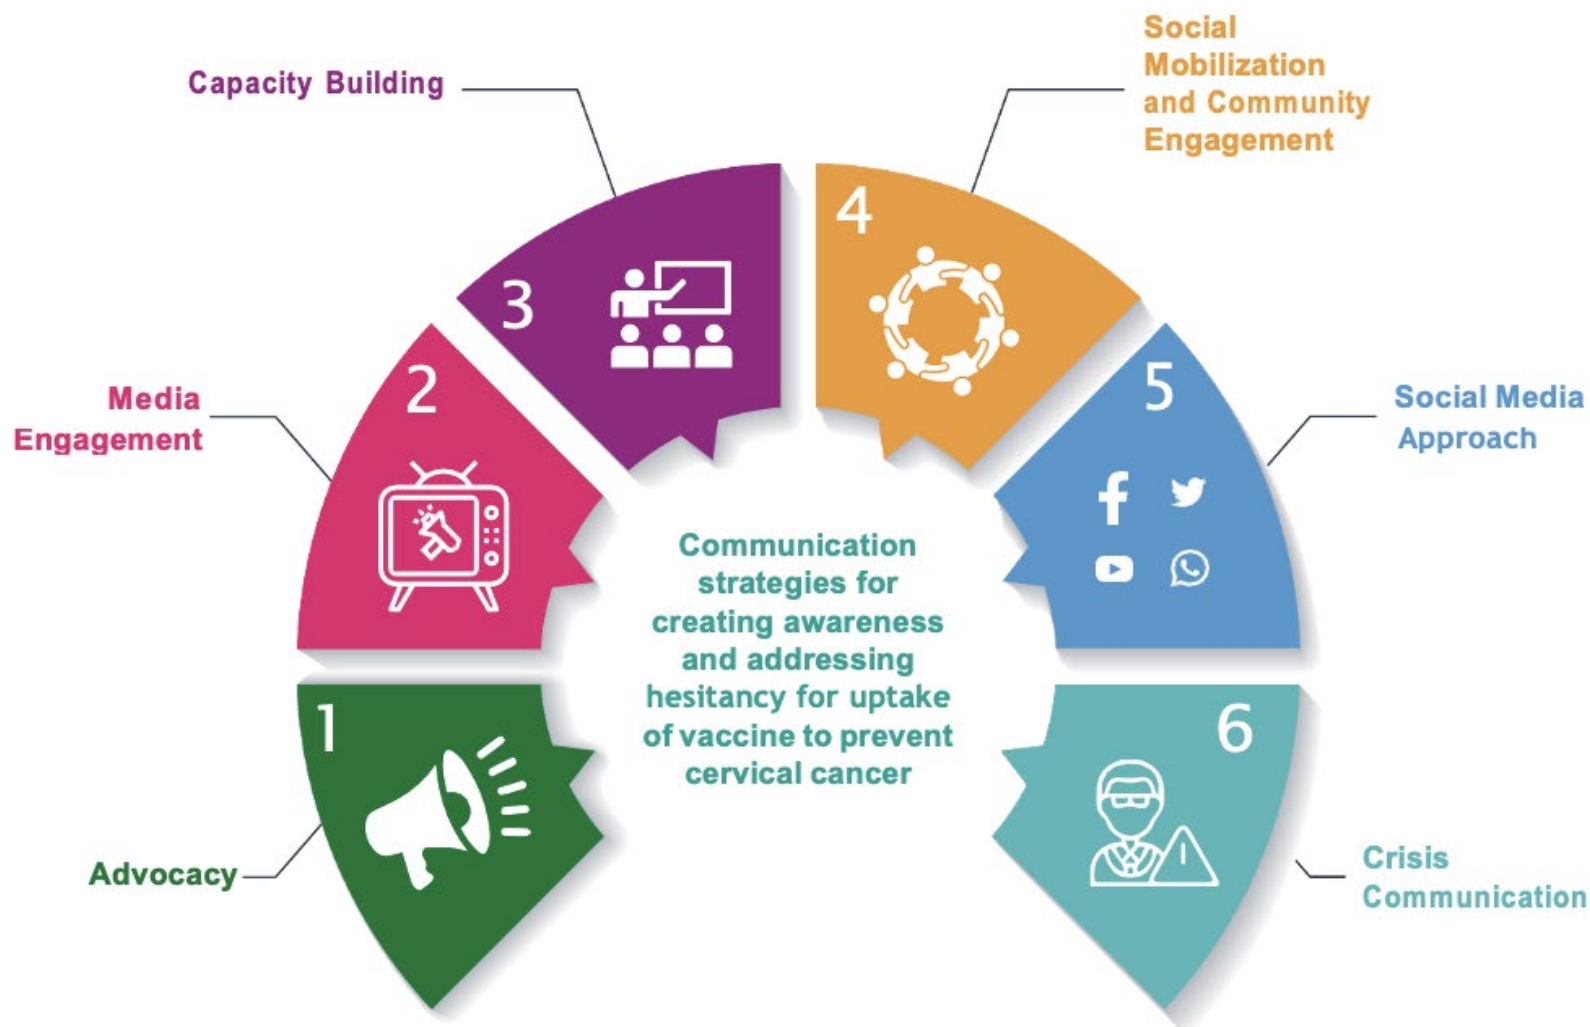 1
Advocacy
2
Media
Engagement
3
Capacity Building
4
Social
Mobilization
and Community
Engagement
5
Social Media
Approach
6
Crisis
Communication
Communication
strategies for
creating awareness
and addressing
hesitancy for uptake
of vaccine to prevent
cervical cancer